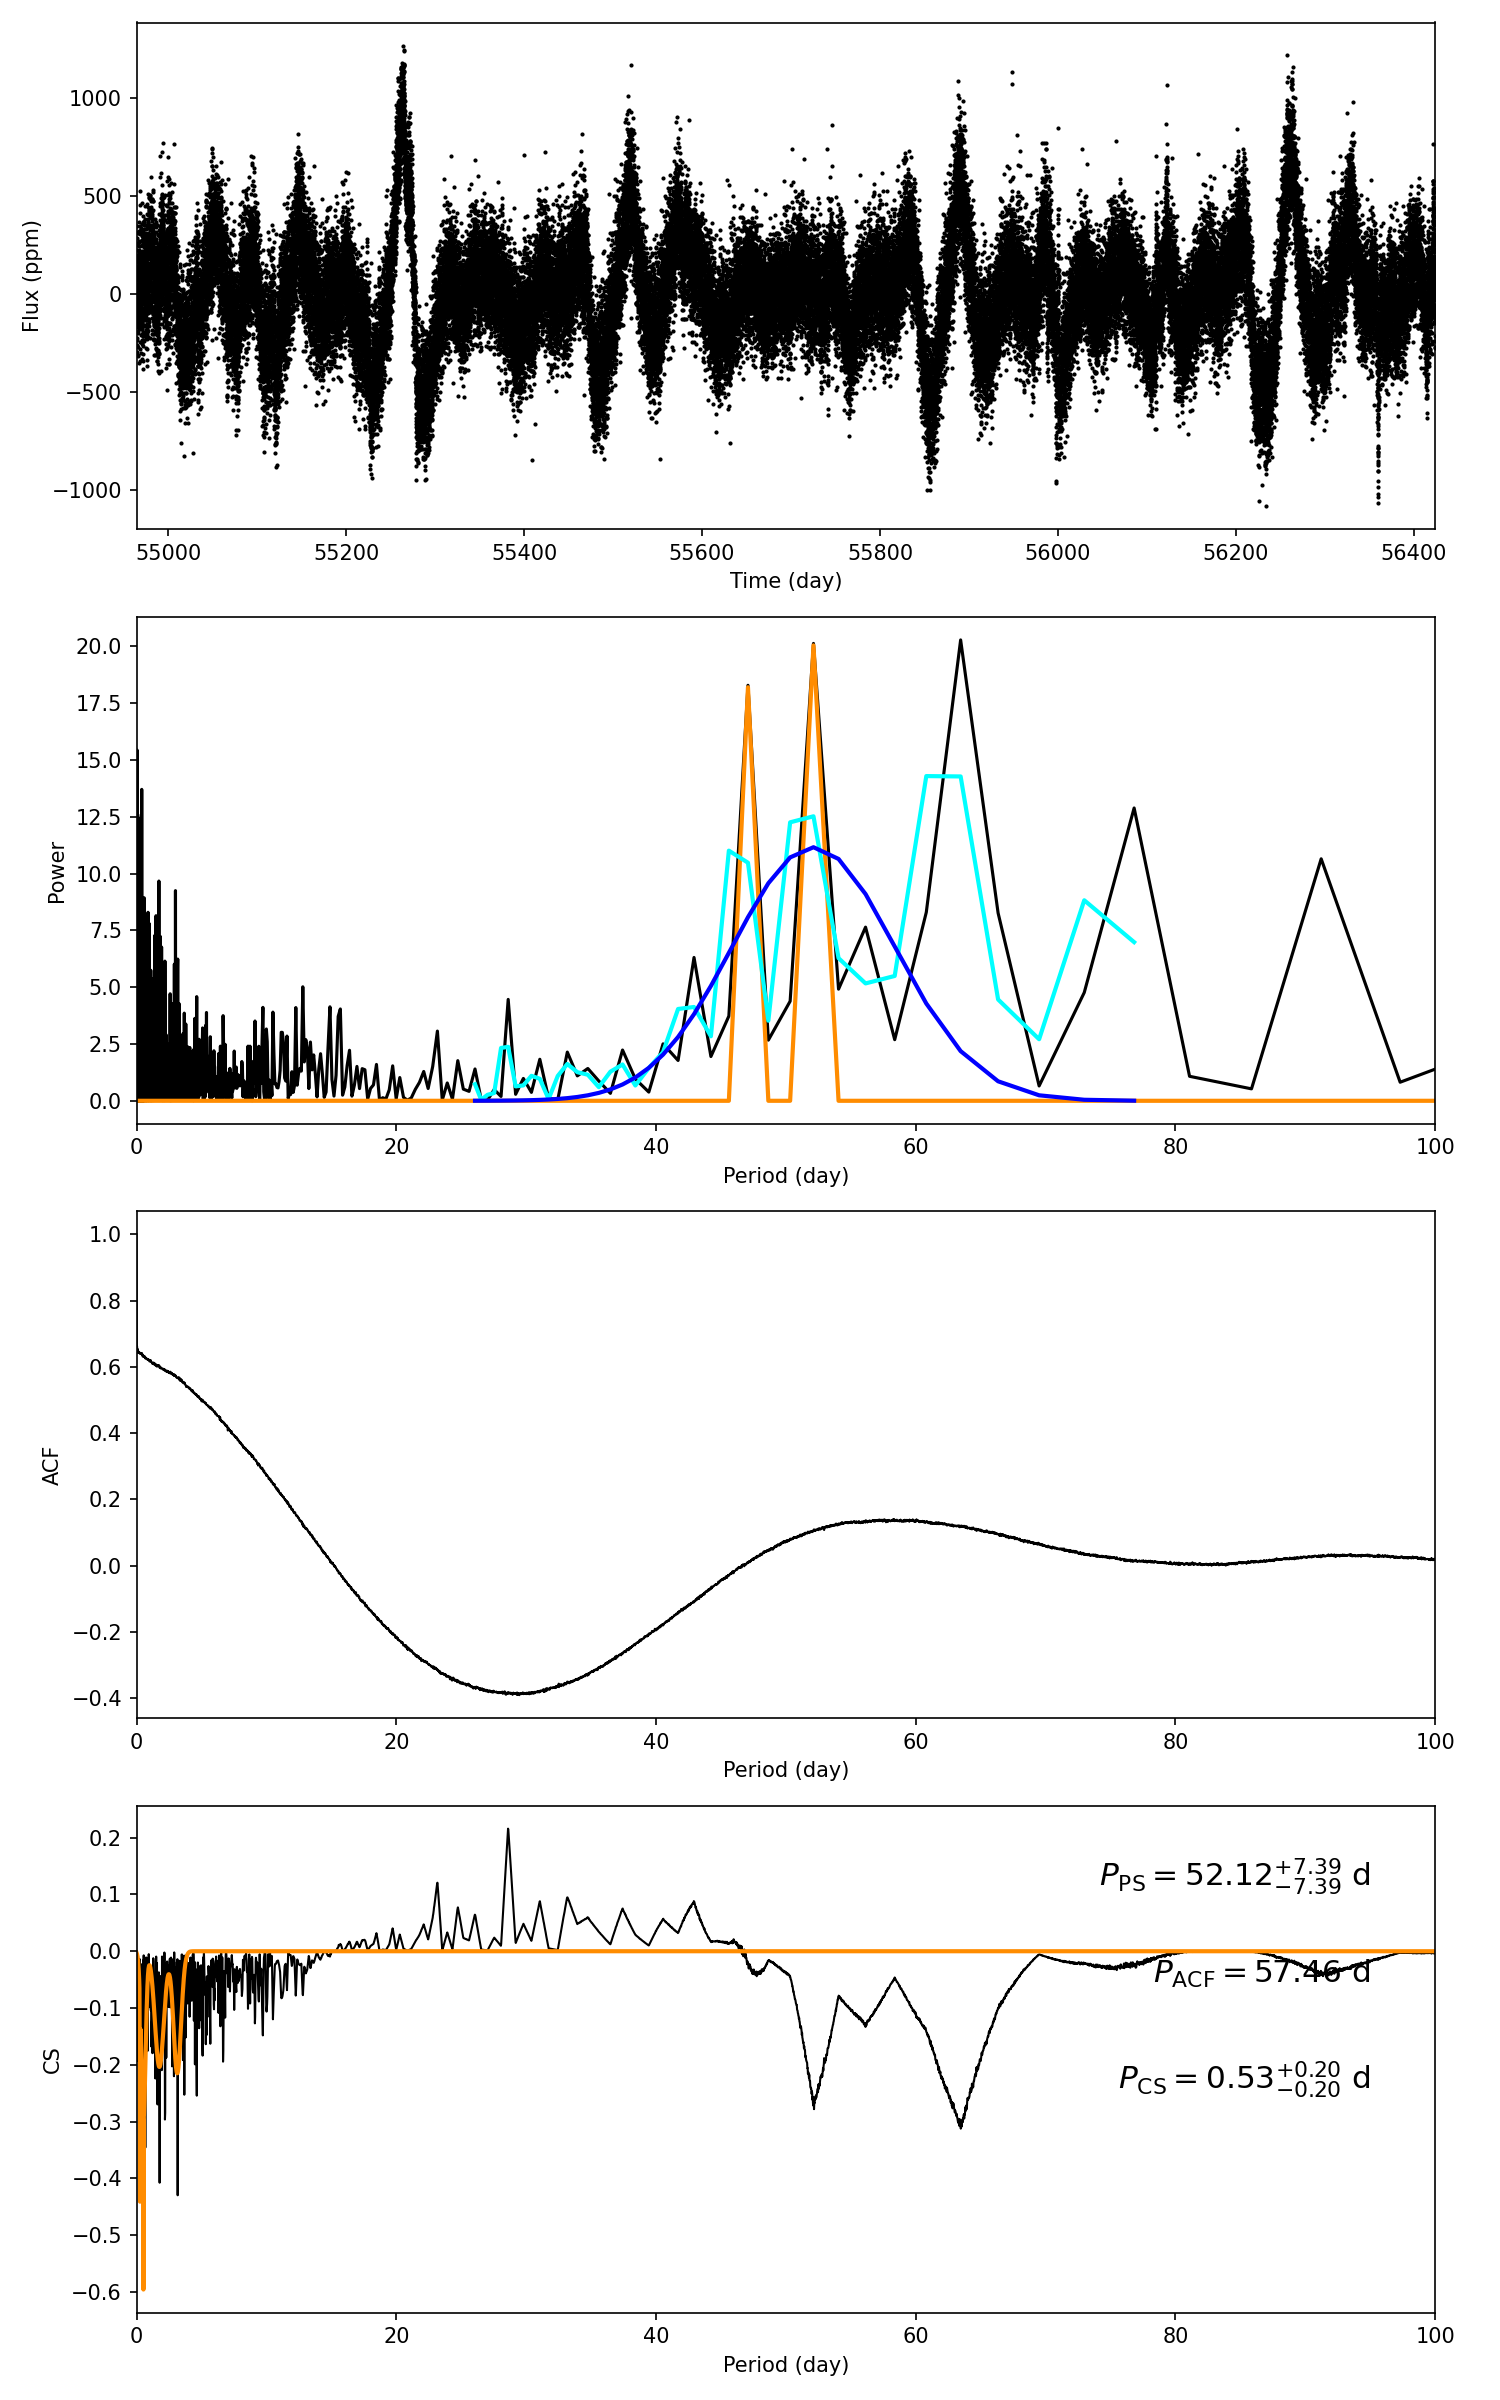 1000
500
0
−500
−1000
Flux (ppm)
55000 55200 55400 55600 55800 56000 56200 56400
Time (day)
20.0
17.5
15.0
12.5
10.0
7.5
5.0
2.5
0.0
Power
0 20 40 60 80 100
Period (day)
1.0
0.8
0.6
0.4
0.2
0.0
−0.2
−0.4
ACF
0 20 40 60 80 100
Period (day)
0.2
0.1
0.0
−0.1
−0.2
−0.3
−0.4
−0.5
−0.6
CS
P_PS = 52.12^{+7.39}_{−7.39} d
P_ACF = 57.46 d
P_CS = 0.53^{+0.20}_{−0.20} d
0 20 40 60 80 100
Period (day)